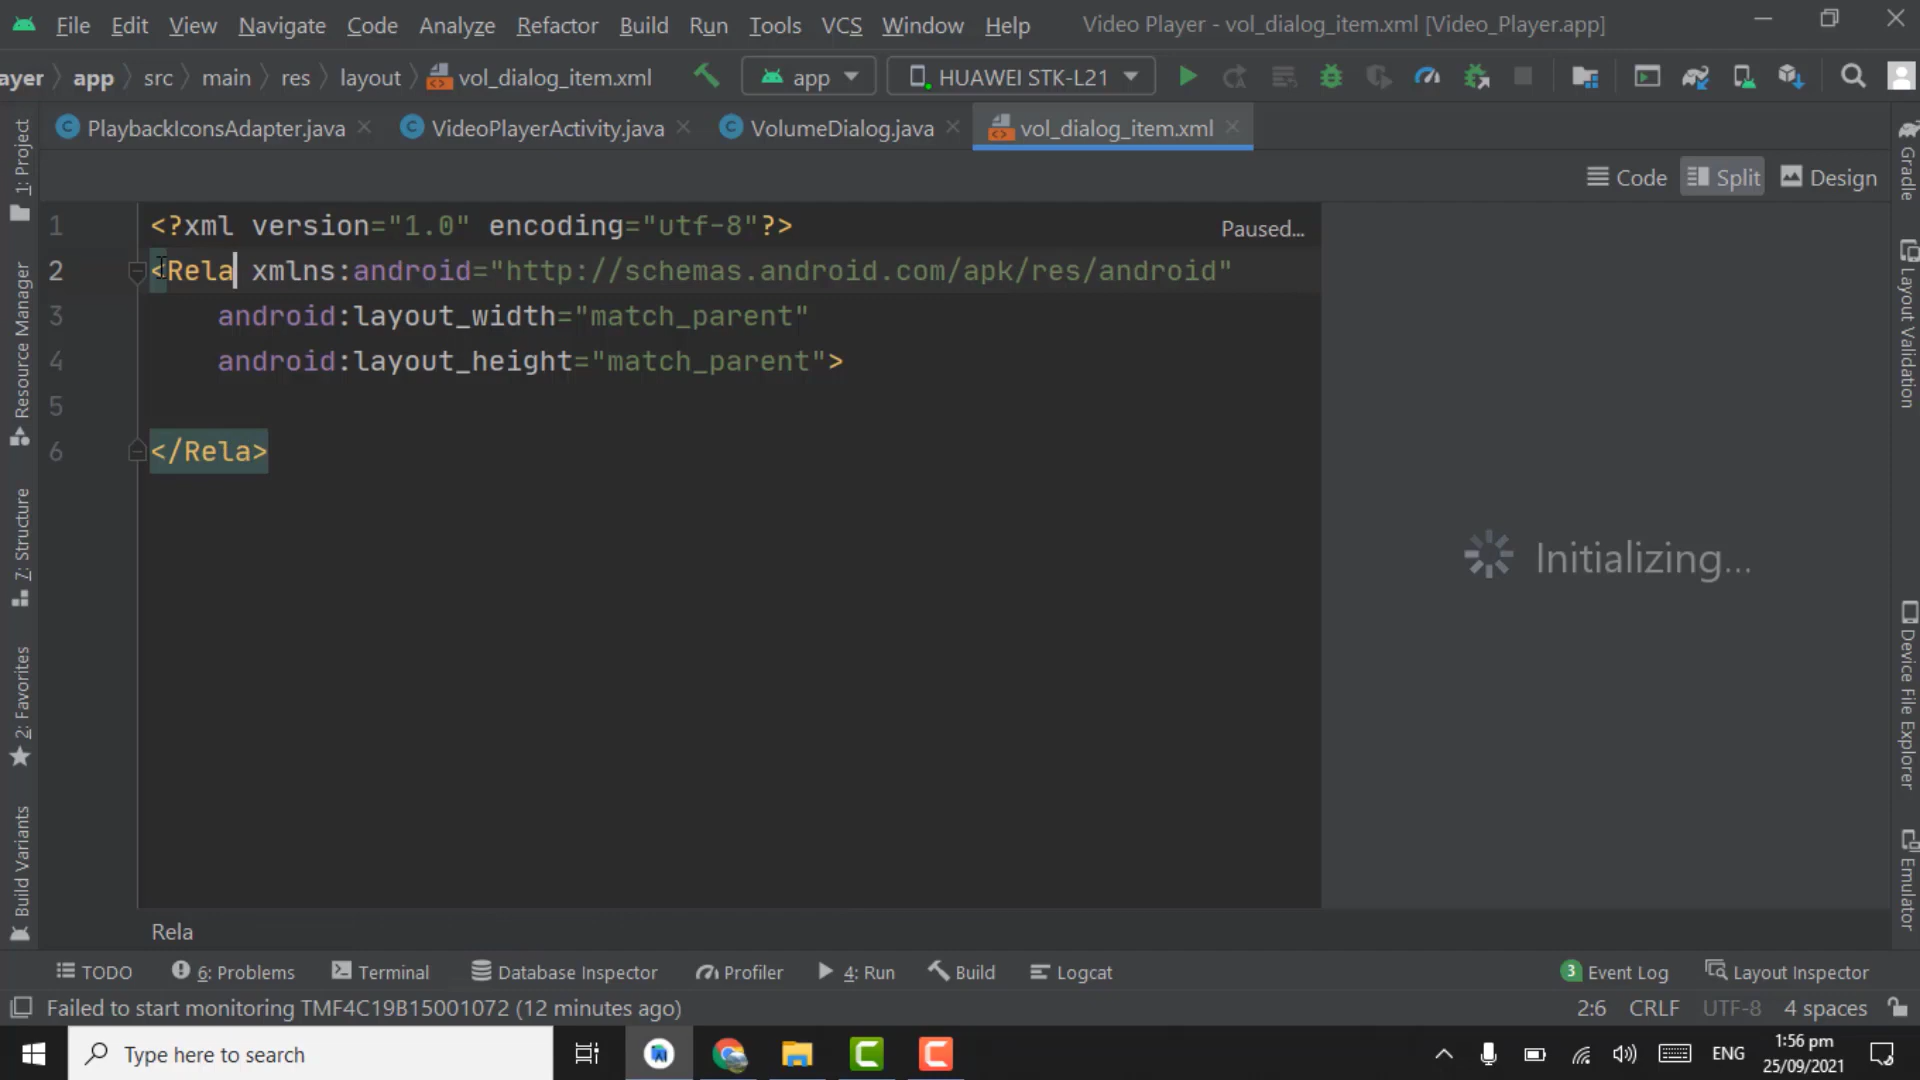 File Edit View Navigate Code Analyze Refactor Build Run Tools VCS Window Help Video Player - vol_dialog_item.xml [Video_Player.app]
ayer app src main res layout vol_dialog_item.xml app HUAWEI STK-L21
PlaybackIconsAdapter.java VideoPlayerActivity.java VolumeDialog.java vol_dialog_item.xml
Code Split Design
1 <?xml version="1.0" encoding="utf-8"?> Paused...
2 <Rela xmlns:android="http://schemas.android.com/apk/res/android"
3 android:layout_width="match_parent"
4 android:layout_height="match_parent">
5
6 </Rela>
Initializing...
1: Project
Resource Manager
7: Structure
2: Favorites
Build Variants
Gradle
Layout Validation
Device File Explorer
Emulator
Rela
TODO 6: Problems Terminal Database Inspector Profiler 4: Run Build Logcat 3 Event Log Layout Inspector
Failed to start monitoring TMF4C19B15001072 (12 minutes ago) 2:6 CRLF UTF-8 4 spaces
Type here to search ENG 1:56 pm
25/09/2021